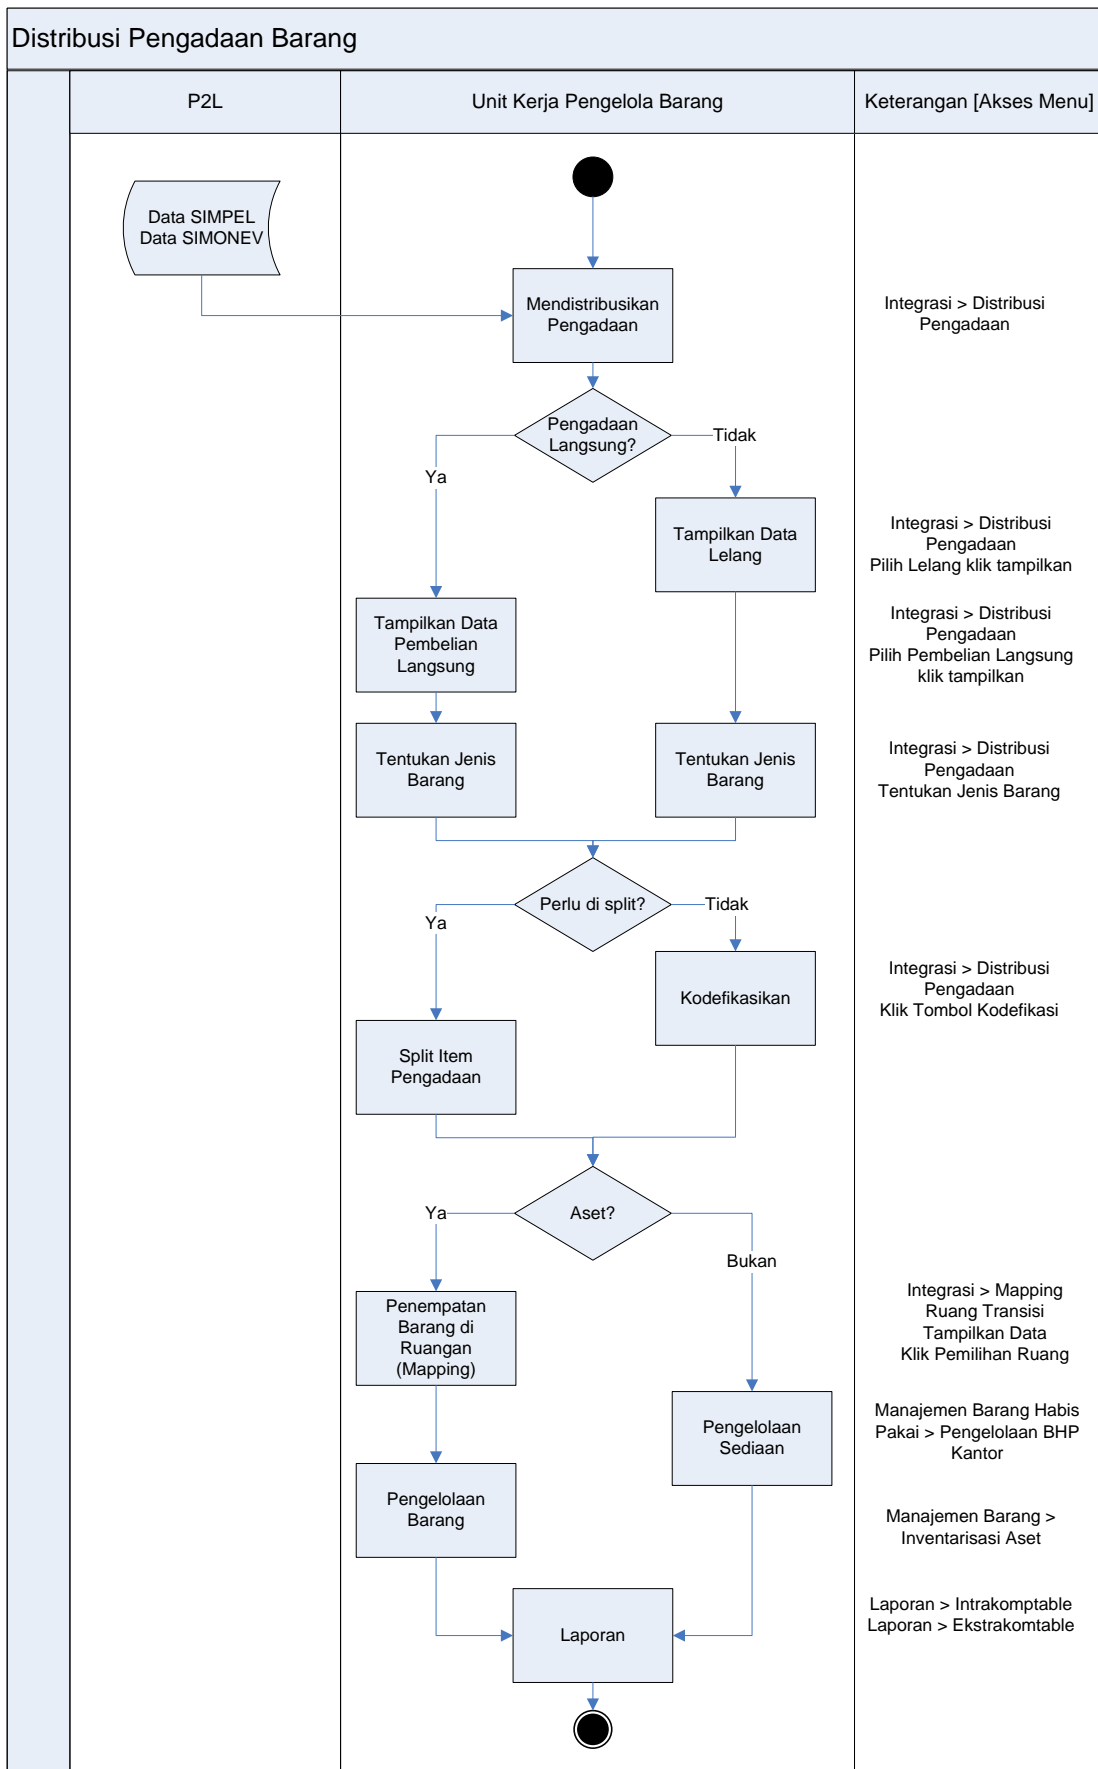 Distribusi Pengadaan Barang
P2L
Unit Kerja Pengelola Barang
Keterangan [Akses Menu]
Data SIMPEL
Data SIMONEV
Mendistribusikan
Pengadaan
Integrasi > Distribusi
Pengadaan
Pengadaan
Langsung?
Tidak
Ya
Tampilkan Data
Lelang
Integrasi > Distribusi
Pengadaan
Pilih Lelang klik tampilkan
Tampilkan Data
Pembelian
Langsung
Integrasi > Distribusi
Pengadaan
Pilih Pembelian Langsung
klik tampilkan
Tentukan Jenis
Barang
Tentukan Jenis
Barang
Integrasi > Distribusi
Pengadaan
Tentukan Jenis Barang
Perlu di split?
Tidak
Ya
Kodefikasikan
Integrasi > Distribusi
Pengadaan
Klik Tombol Kodefikasi
Split Item
Pengadaan
Aset?
Ya
Bukan
Penempatan
Barang di
Ruangan
(Mapping)
Integrasi > Mapping
Ruang Transisi
Tampilkan Data
Klik Pemilihan Ruang
Pengelolaan
Sediaan
Manajemen Barang Habis
Pakai > Pengelolaan BHP
Kantor
Pengelolaan
Barang
Manajemen Barang >
Inventarisasi Aset
Laporan
Laporan > Intrakomptable
Laporan > Ekstrakomtable